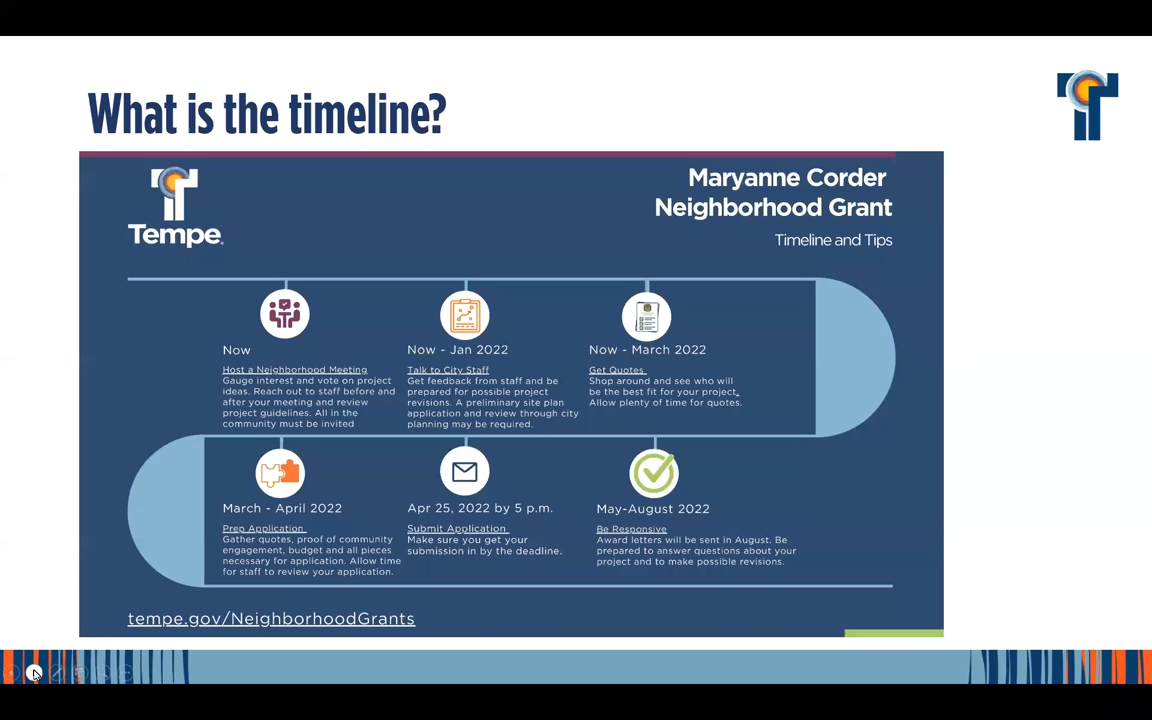 What is the timeline?
Tempe.
Maryanne Corder
Neighborhood Grant
Timeline and Tips
Now
Host a Neighborhood Meeting
Gauge interest and vote on project
ideas. Reach out to staff before and
after your meeting and review
project guidelines. All in the
community must be invited
Now - Jan 2022
Talk to City Staff
Get feedback from staff and be
prepared for possible project
revisions. A preliminary site plan
application and review through city
planning may be required.
Now - March 2022
Get Quotes
Shop around and see who will
be the best fit for your project.
Allow plenty of time for quotes.
March - April 2022
Prep Application
Gather quotes, proof of community
engagement, budget and all pieces
necessary for application. Allow time
for staff to review your application.
Apr 25, 2022 by 5 p.m.
Submit Application
Make sure you get your
submission in by the deadline.
May-August 2022
Be Responsive
Award letters will be sent in August. Be
prepared to answer questions about your
project and to make possible revisions.
tempe.gov/NeighborhoodGrants